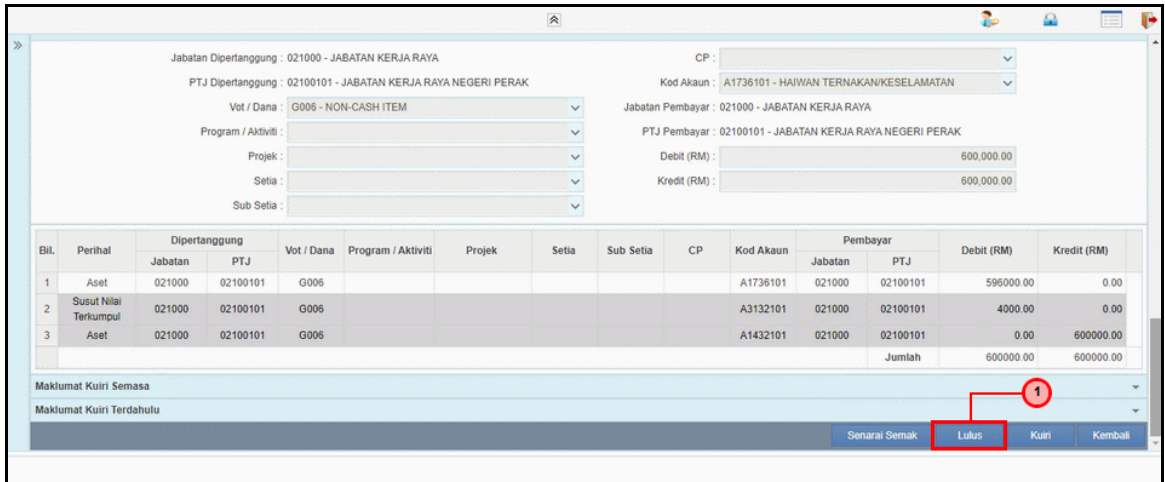 Jabatan Dipertanggung : 021000 - JABATAN KERJA RAYA CP :
PTJ Dipertanggung : 02100101 - JABATAN KERJA RAYA NEGERI PERAK Kod Akaun : A1736101 - HAIWAN TERNAKAN/KESELAMATAN
Vot / Dana : G006 - NON-CASH ITEM Jabatan Pembayar : 021000 - JABATAN KERJA RAYA
Program / Aktiviti : PTJ Pembayar : 02100101 - JABATAN KERJA RAYA NEGERI PERAK
Projek : Debit (RM) : 600,000.00
Setia : Kredit (RM) : 600,000.00
Sub Setia :
Bil. Perihal Dipertanggung Vot / Dana Program / Aktiviti Projek Setia Sub Setia CP Kod Akaun Pembayar Debit (RM) Kredit (RM)
Jabatan PTJ Jabatan PTJ
1 Aset 021000 02100101 G006 A1736101 021000 02100101 596000.00 0.00
2 Susut Nilai Terkumpul 021000 02100101 G006 A3132101 021000 02100101 4000.00 0.00
3 Aset 021000 02100101 G006 A1432101 021000 02100101 0.00 600000.00
Jumlah 600000.00 600000.00
Maklumat Kuiri Semasa
1
Maklumat Kuiri Terdahulu
Senarai Semak Lulus Kuiri Kembali